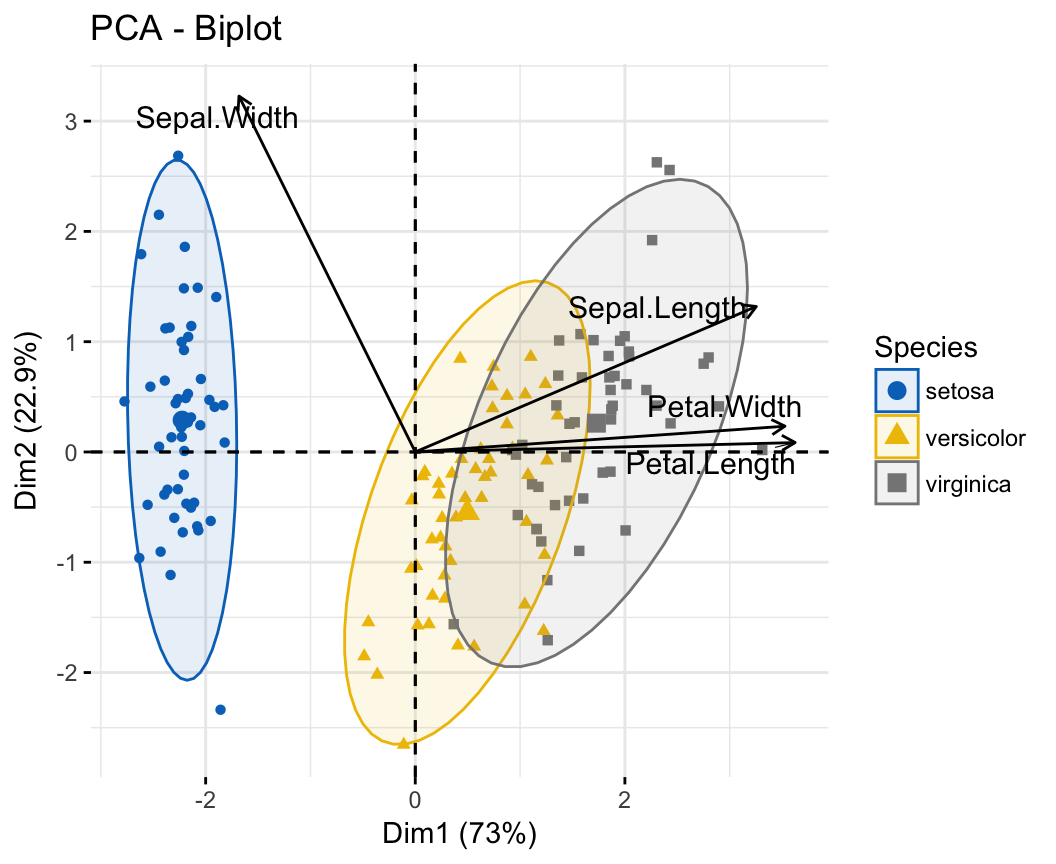 PCA - Biplot
Sepal.Width
Sepal.Length
Petal.Width
Petal.Length
3
2
1
0
-1
-2
Dim2 (22.9%)
-2
0
2
Dim1 (73%)
Species
setosa
versicolor
virginica